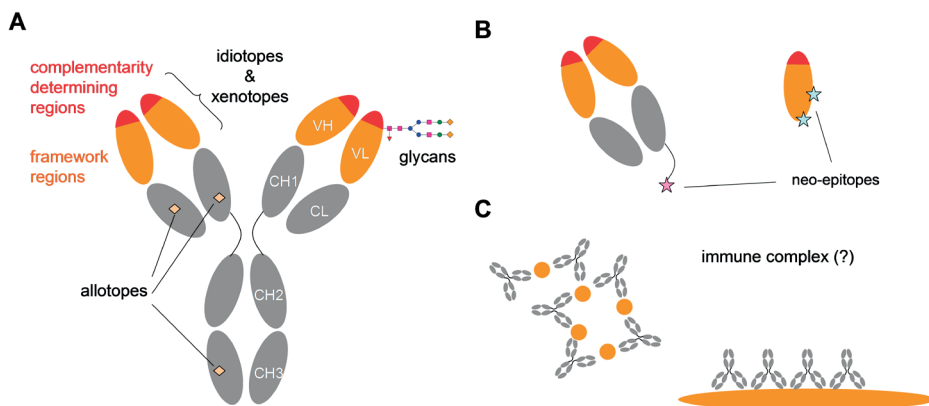 A
complementarity
determining
regions
idiotopes
&
xenotopes
framework
regions
VH
VL
glycans
CH1
CL
allotopes
CH2
CH3
B
neo-epitopes
C
immune complex (?)